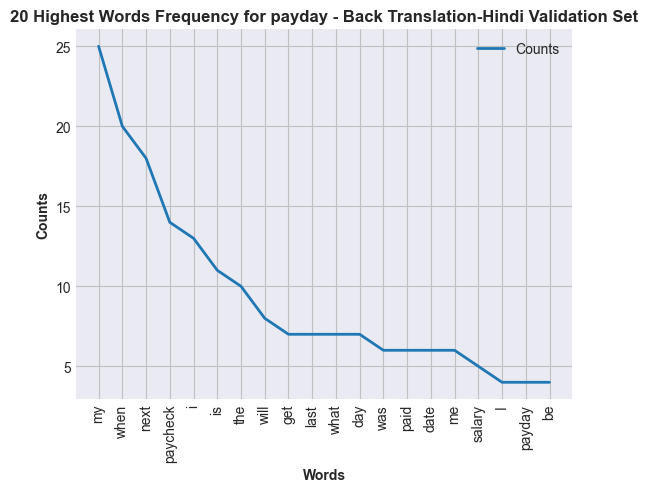 20 Highest Words Frequency for payday - Back Translation-Hindi Validation Set
Counts
25
20
15
10
5
Counts
my
when
next
paycheck
i
is
the
will
get
last
what
day
was
paid
date
me
salary
I
payday
be
Words